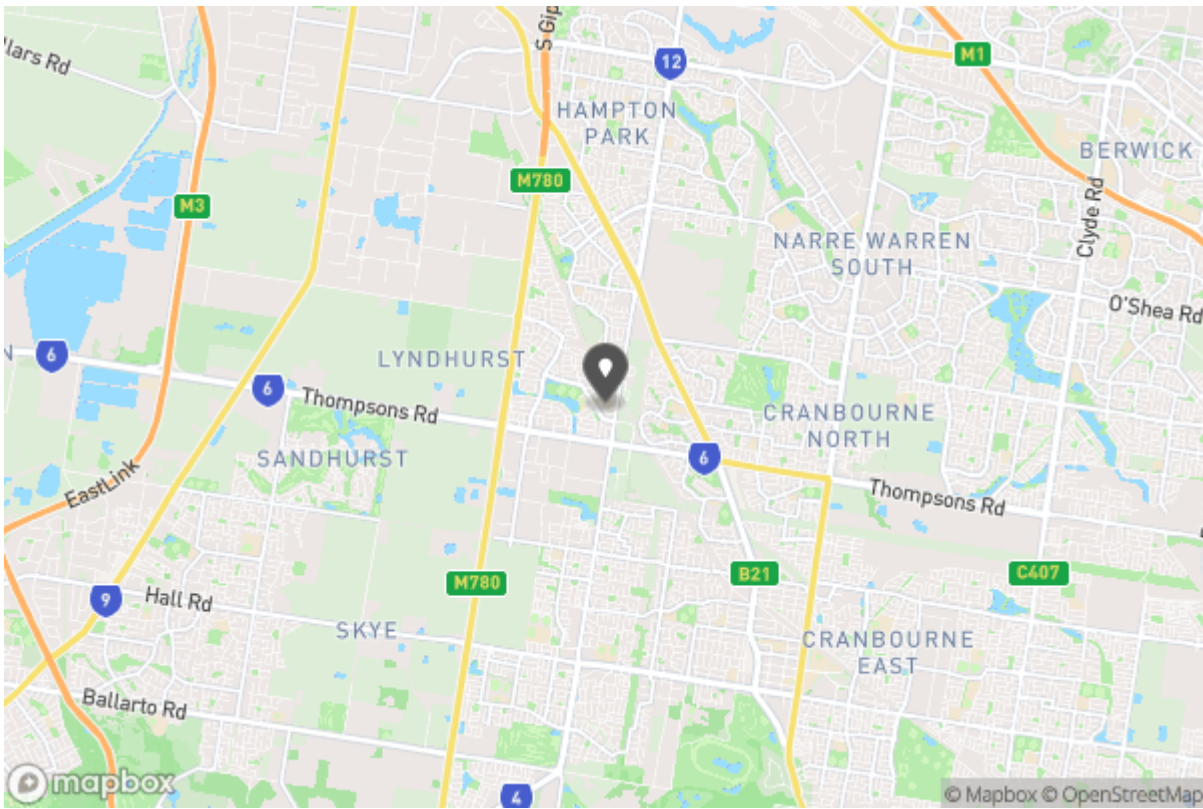 S Gip
M1
12
llars Rd
HAMPTON
PARK
BERWICK
M780
M3
Clyde Rd
NARRE WARREN
SOUTH
O'Shea Rd
N
6
LYNDHURST
6
Thompsons Rd
CRANBOURNE
NORTH
SANDHURST
6
EastLink
Thompsons Rd
M780
B21
C407
9
Hall Rd
SKYE
CRANBOURNE
EAST
Ballarto Rd
4
mapbox
© Mapbox © OpenStreetMap